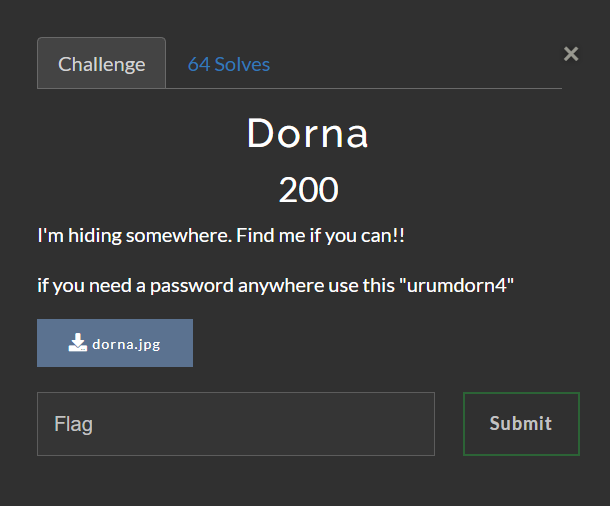 Challenge
64 Solves
×
Dorna
200
I'm hiding somewhere. Find me if you can!!
if you need a password anywhere use this "urumdorn4"
dorna.jpg
Flag
Submit